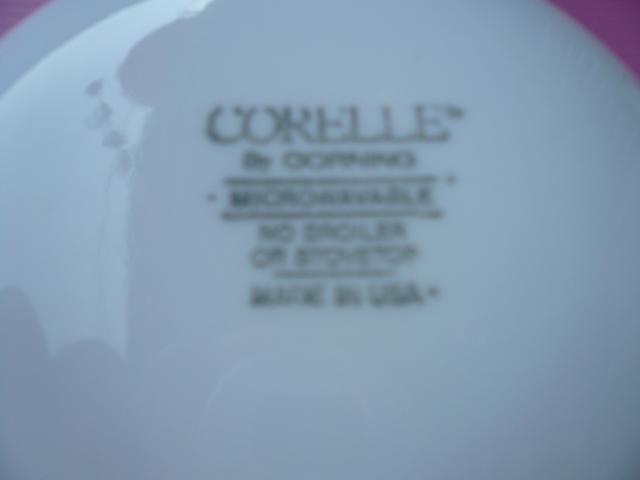 CORELLE™
By CORNING
• MICROWAVABLE •
NO BROILER
OR STOVETOP
MADE IN USA •